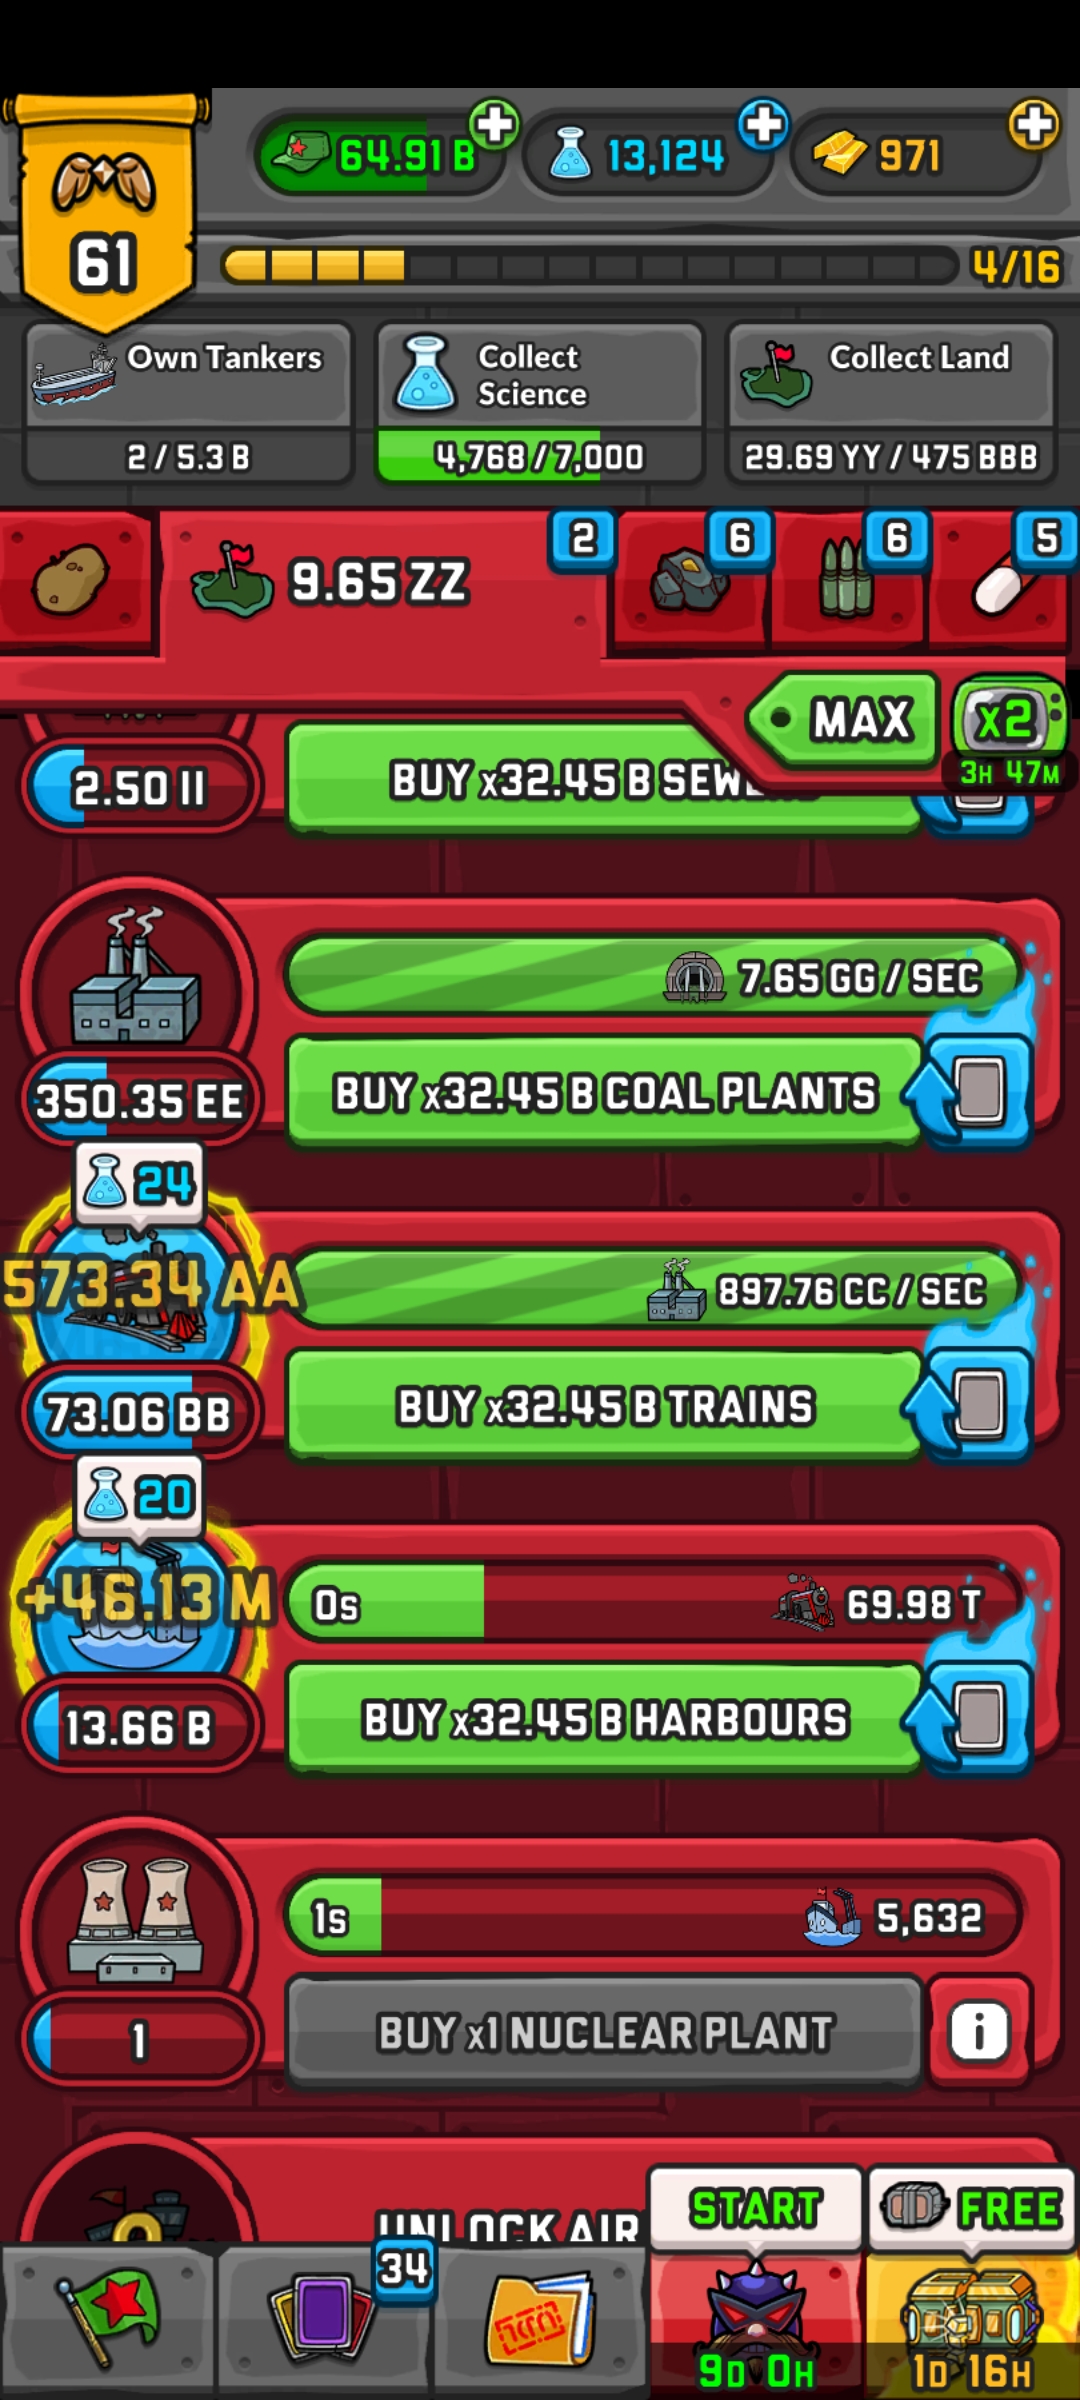 64.91 B
13,124
971
61
4/16
Own Tankers
2 / 5.3 B
Collect
Science
4,768 / 7,000
Collect Land
29.69 YY / 475 BBB
9.65 ZZ
2
6
6
5
MAX
x2
3H 47M
2.50 II
BUY x32.45 B
7.65 GG / SEC
350.35 EE
BUY x32.45 B COAL PLANTS
24
573.34 AA
897.76 CC / SEC
73.06 BB
BUY x32.45 B TRAINS
20
+46.13 M
0s
69.98 T
13.66 B
BUY x32.45 B HARBOURS
1s
5,632
1
BUY x1 NUCLEAR PLANT
i
UNLOCK AIR
START
FREE
34
9D 0H
1D 16H